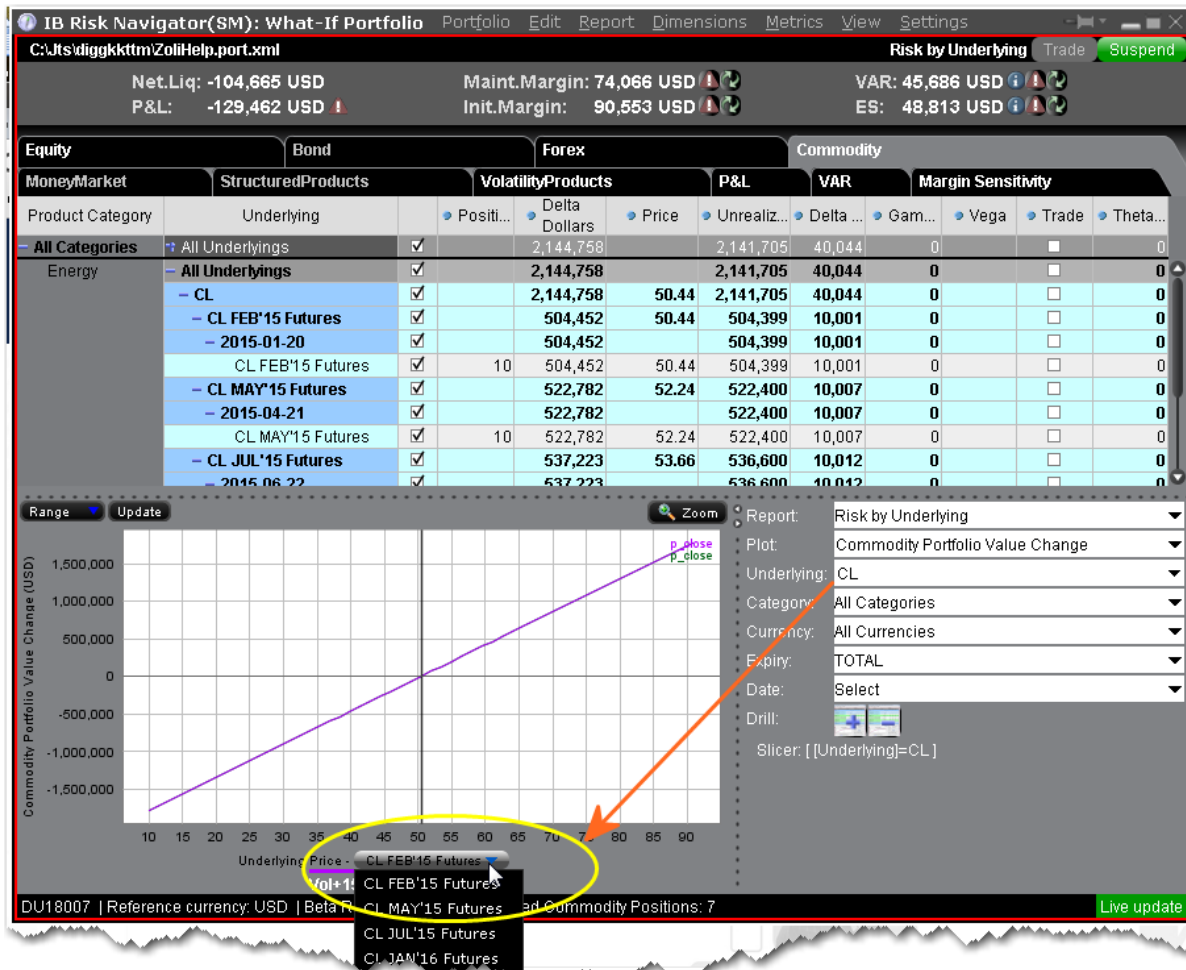 IB Risk Navigator(SM): What-If Portfolio Portfolio Edit Report Dimensions Metrics View Settings
C:\Jts\diggkkttm\ZoliHelp.port.xml Risk by Underlying Trade Suspend
Net.Liq: -104,665 USD Maint.Margin: 74,066 USD VAR: 45,686 USD
P&L: -129,462 USD Init.Margin: 90,553 USD ES: 48,813 USD
Equity Bond Forex Commodity
MoneyMarket StructuredProducts VolatilityProducts P&L VAR Margin Sensitivity
Product Category Underlying Positi... Delta Dollars Price Unrealiz... Delta ... Gam... Vega Trade Theta...
All Categories All Underlyings 2,144,758 2,141,705 40,044 0 0
Energy All Underlyings 2,144,758 2,141,705 40,044 0 0
CL 2,144,758 50.44 2,141,705 40,044 0 0
CL FEB'15 Futures 504,452 50.44 504,399 10,001 0 0
2015-01-20 504,452 504,399 10,001 0 0
CL FEB'15 Futures 10 504,452 50.44 504,399 10,001 0 0
CL MAY'15 Futures 522,782 52.24 522,400 10,007 0 0
2015-04-21 522,782 522,400 10,007 0 0
CL MAY'15 Futures 10 522,782 52.24 522,400 10,007 0 0
CL JUL'15 Futures 537,223 53.66 536,600 10,012 0 0
2015-06-22 537,223 536,600 10,012 0 0
Range Update Zoom
p_close
p_close
Commodity Portfolio Value Change (USD)
1,500,000
1,000,000
500,000
0
-500,000
-1,000,000
-1,500,000
10 15 20 25 30 35 40 45 50 55 60 65 70 75 80 85 90
Underlying Price - CL FEB'15 Futures
Vol+15
CL FEB'15 Futures
CL MAY'15 Futures
CL JUL'15 Futures
CL JAN'16 Futures
Report: Risk by Underlying
Plot: Commodity Portfolio Value Change
Underlying: CL
Category: All Categories
Currency: All Currencies
Expiry: TOTAL
Date: Select
Drill:
Slicer: [ [Underlying]=CL ]
DU18007 | Reference currency: USD | Beta R ed Commodity Positions: 7 Live update